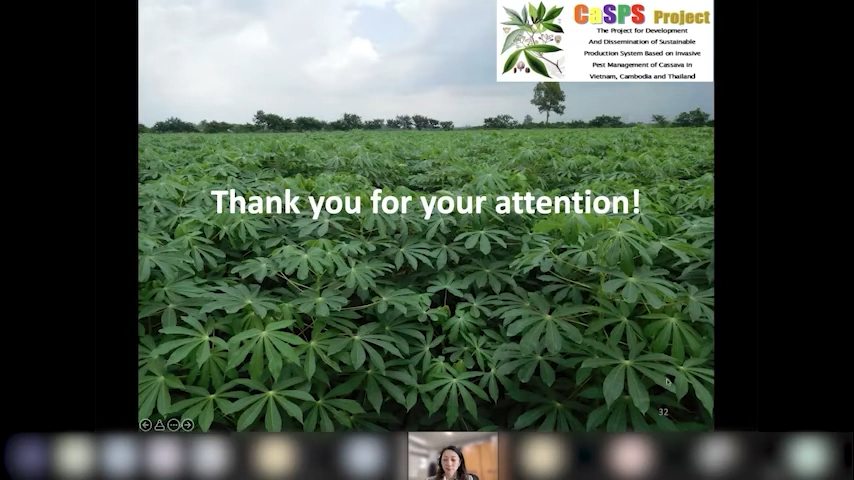 CaSPS Project
The Project for Development
And Dissemination of Sustainable
Production System Based on Invasive
Pest Management of Cassava in
Vietnam, Cambodia and Thailand
Thank you for your attention!
32